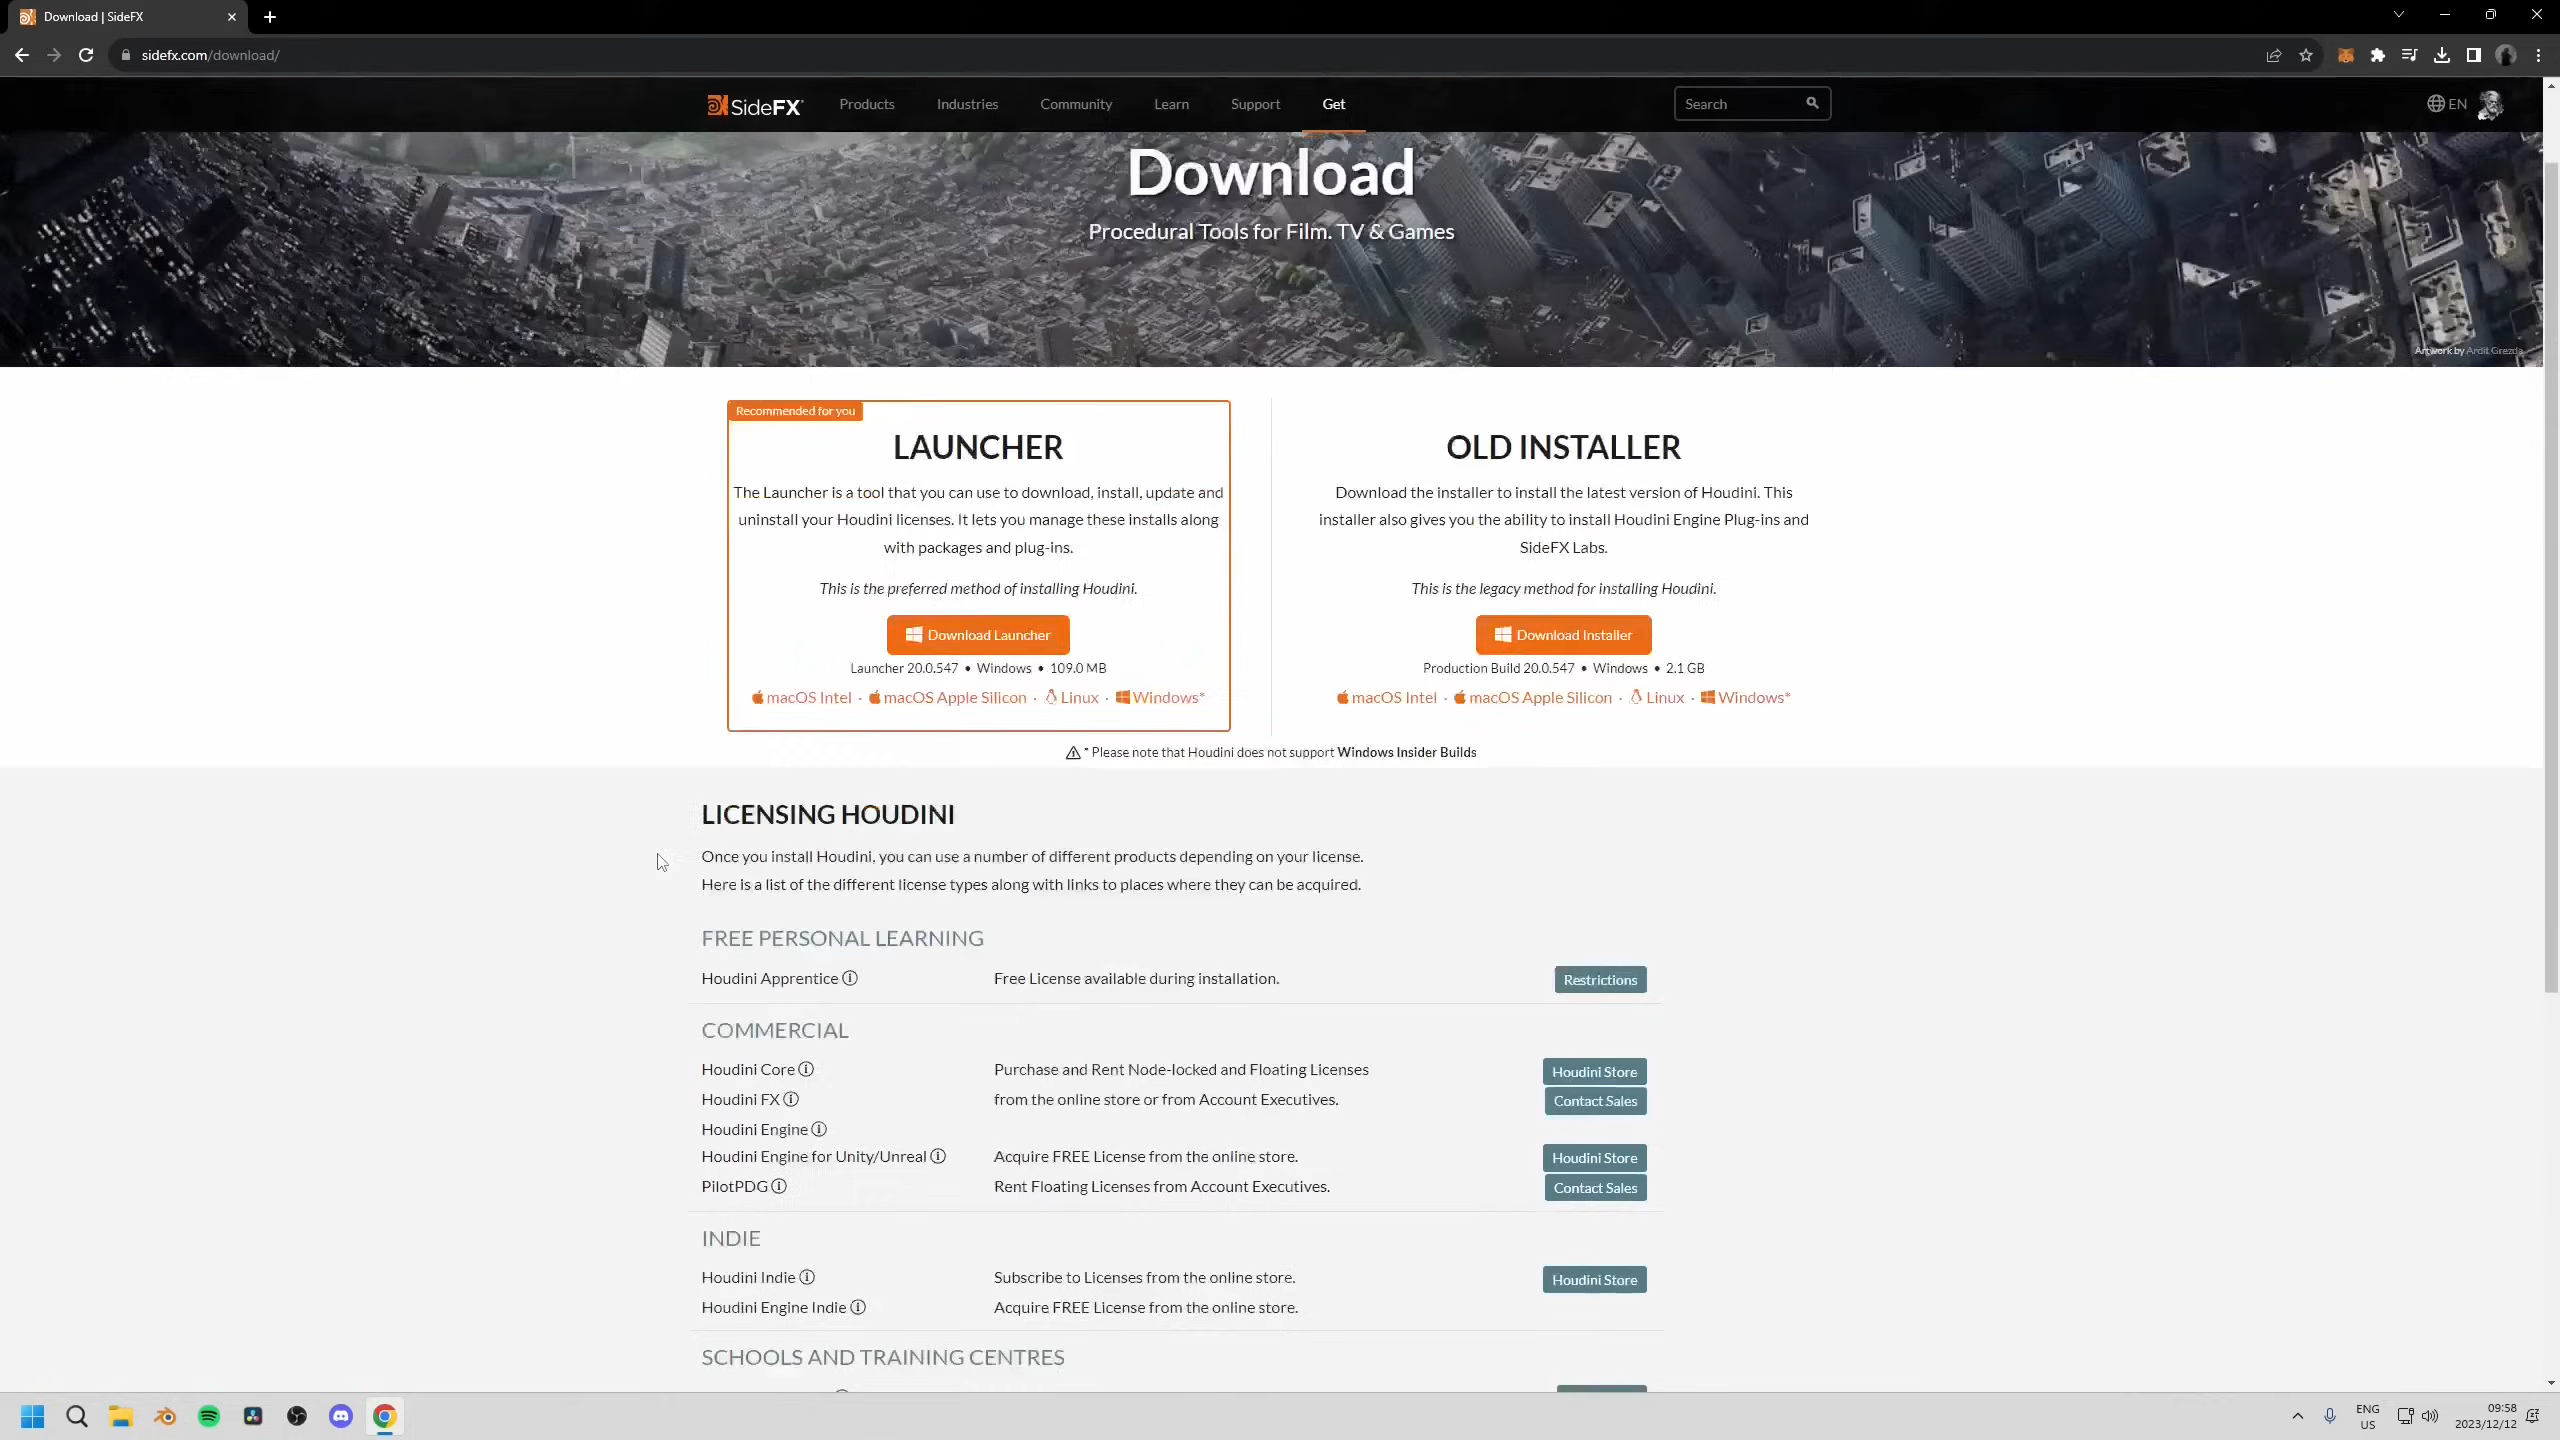 Download | SideFX
sidefx.com/download/
SideFX
Products
Industries
Community
Learn
Support
Get
Search
EN
Download
Procedural Tools for Film. TV & Games
Artwork by Ardit Grezda
Recommended for you
LAUNCHER
The Launcher is a tool that you can use to download, install, update and
uninstall your Houdini licenses. It lets you manage these installs along
with packages and plug-ins.
This is the preferred method of installing Houdini.
Download Launcher
Launcher 20.0.547 • Windows • 109.0 MB
macOS Intel · macOS Apple Silicon · Linux · Windows*
OLD INSTALLER
Download the installer to install the latest version of Houdini. This
installer also gives you the ability to install Houdini Engine Plug-ins and
SideFX Labs.
This is the legacy method for installing Houdini.
Download Installer
Production Build 20.0.547 • Windows • 2.1 GB
macOS Intel · macOS Apple Silicon · Linux · Windows*
* Please note that Houdini does not support Windows Insider Builds
LICENSING HOUDINI
Once you install Houdini, you can use a number of different products depending on your license.
Here is a list of the different license types along with links to places where they can be acquired.
FREE PERSONAL LEARNING
Houdini Apprentice
Free License available during installation.
Restrictions
COMMERCIAL
Houdini Core
Purchase and Rent Node-locked and Floating Licenses
Houdini Store
Houdini FX
from the online store or from Account Executives.
Contact Sales
Houdini Engine
Houdini Engine for Unity/Unreal
Acquire FREE License from the online store.
Houdini Store
PilotPDG
Rent Floating Licenses from Account Executives.
Contact Sales
INDIE
Houdini Indie
Subscribe to Licenses from the online store.
Houdini Store
Houdini Engine Indie
Acquire FREE License from the online store.
SCHOOLS AND TRAINING CENTRES
ENG
US
09:58
2023/12/12